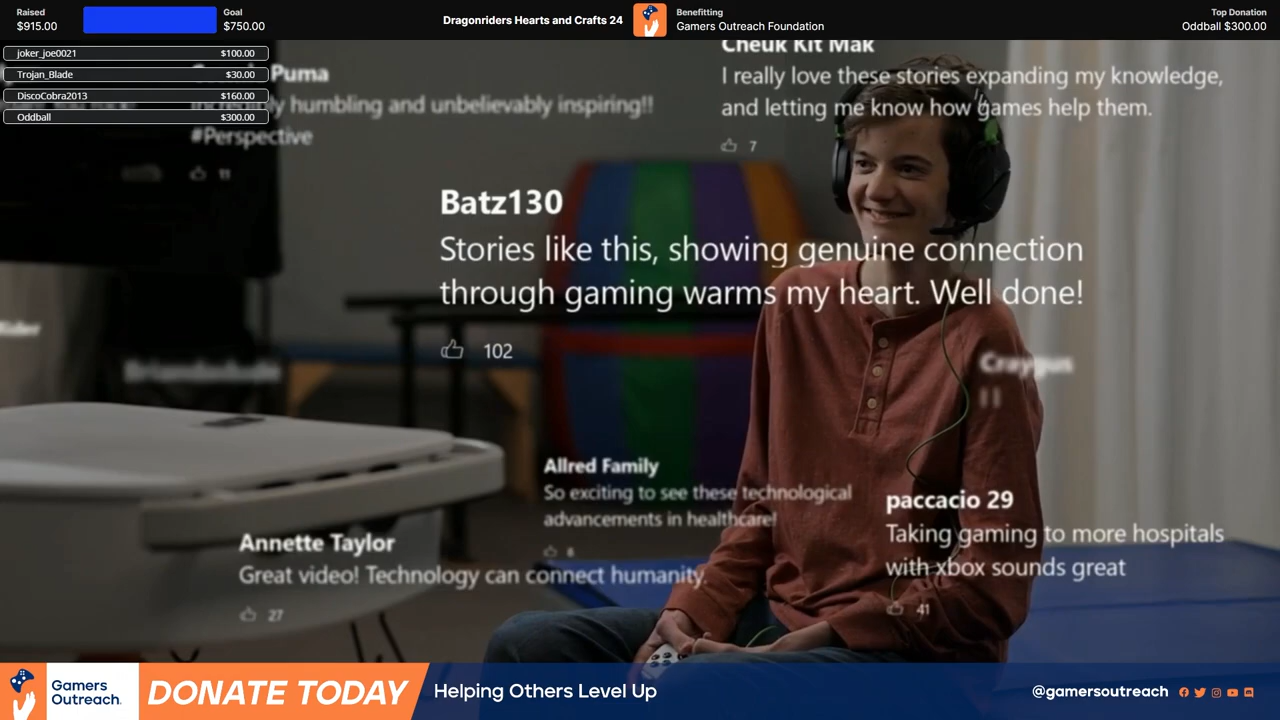 Raised
$915.00
Goal
$750.00
Dragonriders Hearts and Crafts 24
Benefitting
Gamers Outreach Foundation
Top Donation
Oddball $300.00
joker_joe0021 $100.00
Trojan_Blade $30.00
DiscoCobra2013 $160.00
Oddball $300.00
Puma
humbling and unbelievably inspiring!!
#Perspective
11
Cheuk Kit Mak
I really love these stories expanding my knowledge,
and letting me know how games help them.
7
Batz130
Stories like this, showing genuine connection
through gaming warms my heart. Well done!
102
Craygus
Allred Family
So exciting to see these technological
advancements in healthcare!
8
paccacio 29
Taking gaming to more hospitals
with xbox sounds great
41
Annette Taylor
Great video! Technology can connect humanity.
27
Gamers
Outreach.
DONATE TODAY
Helping Others Level Up
@gamersoutreach